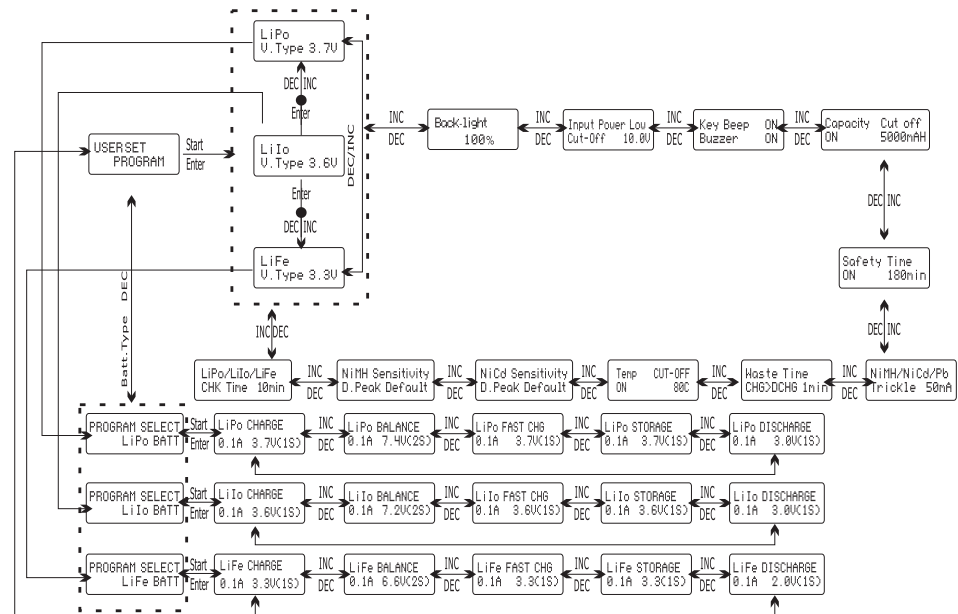 LiPo
V.Type 3.7V
DEC INC
Enter
USER SET
PROGRAM
Start
Enter
LiIo
V.Type 3.6V
Enter
DEC INC
LiFe
V.Type 3.3V
DEC/INC
INC
DEC
Back-light
100%
INC
DEC
Input Power Low
Cut-Off 10.0V
INC
DEC
Key Beep ON
Buzzer ON
INC
DEC
Capacity Cut off
ON 5000mAH
DEC INC
Safety Time
ON 180min
DEC INC
Batt.Type DEC
INC DEC
LiPo/LiIo/LiFe
CHK Time 10min
INC
DEC
NiMH Sensitivity
D.Peak Default
INC
DEC
NiCd Sensitivity
D.Peak Default
INC
DEC
Temp CUT-OFF
ON 80C
INC
DEC
Waste Time
CHG>DCHG 1min
INC
DEC
NiMH/NiCd/Pb
Trickle 50mA
PROGRAM SELECT
LiPo BATT
Start
Enter
LiPo CHARGE
0.1A 3.7V(1S)
INC
DEC
LiPo BALANCE
0.1A 7.4V(2S)
INC
DEC
LiPo FAST CHG
0.1A 3.7V(1S)
INC
DEC
LiPo STORAGE
0.1A 3.7V(1S)
INC
DEC
LiPo DISCHARGE
0.1A 3.0V(1S)
PROGRAM SELECT
LiIo BATT
Start
Enter
LiIo CHARGE
0.1A 3.6V(1S)
INC
DEC
LiIo BALANCE
0.1A 7.2V(2S)
INC
DEC
LiIo FAST CHG
0.1A 3.6V(1S)
INC
DEC
LiIo STORAGE
0.1A 3.6V(1S)
INC
DEC
LiIo DISCHARGE
0.1A 3.0V(1S)
PROGRAM SELECT
LiFe BATT
Start
Enter
LiFe CHARGE
0.1A 3.3V(1S)
INC
DEC
LiFe BALANCE
0.1A 6.6V(2S)
INC
DEC
LiFe FAST CHG
0.1A 3.3(1S)
INC
DEC
LiFe STORAGE
0.1A 3.3(1S)
INC
DEC
LiFe DISCHARGE
0.1A 2.0V(1S)